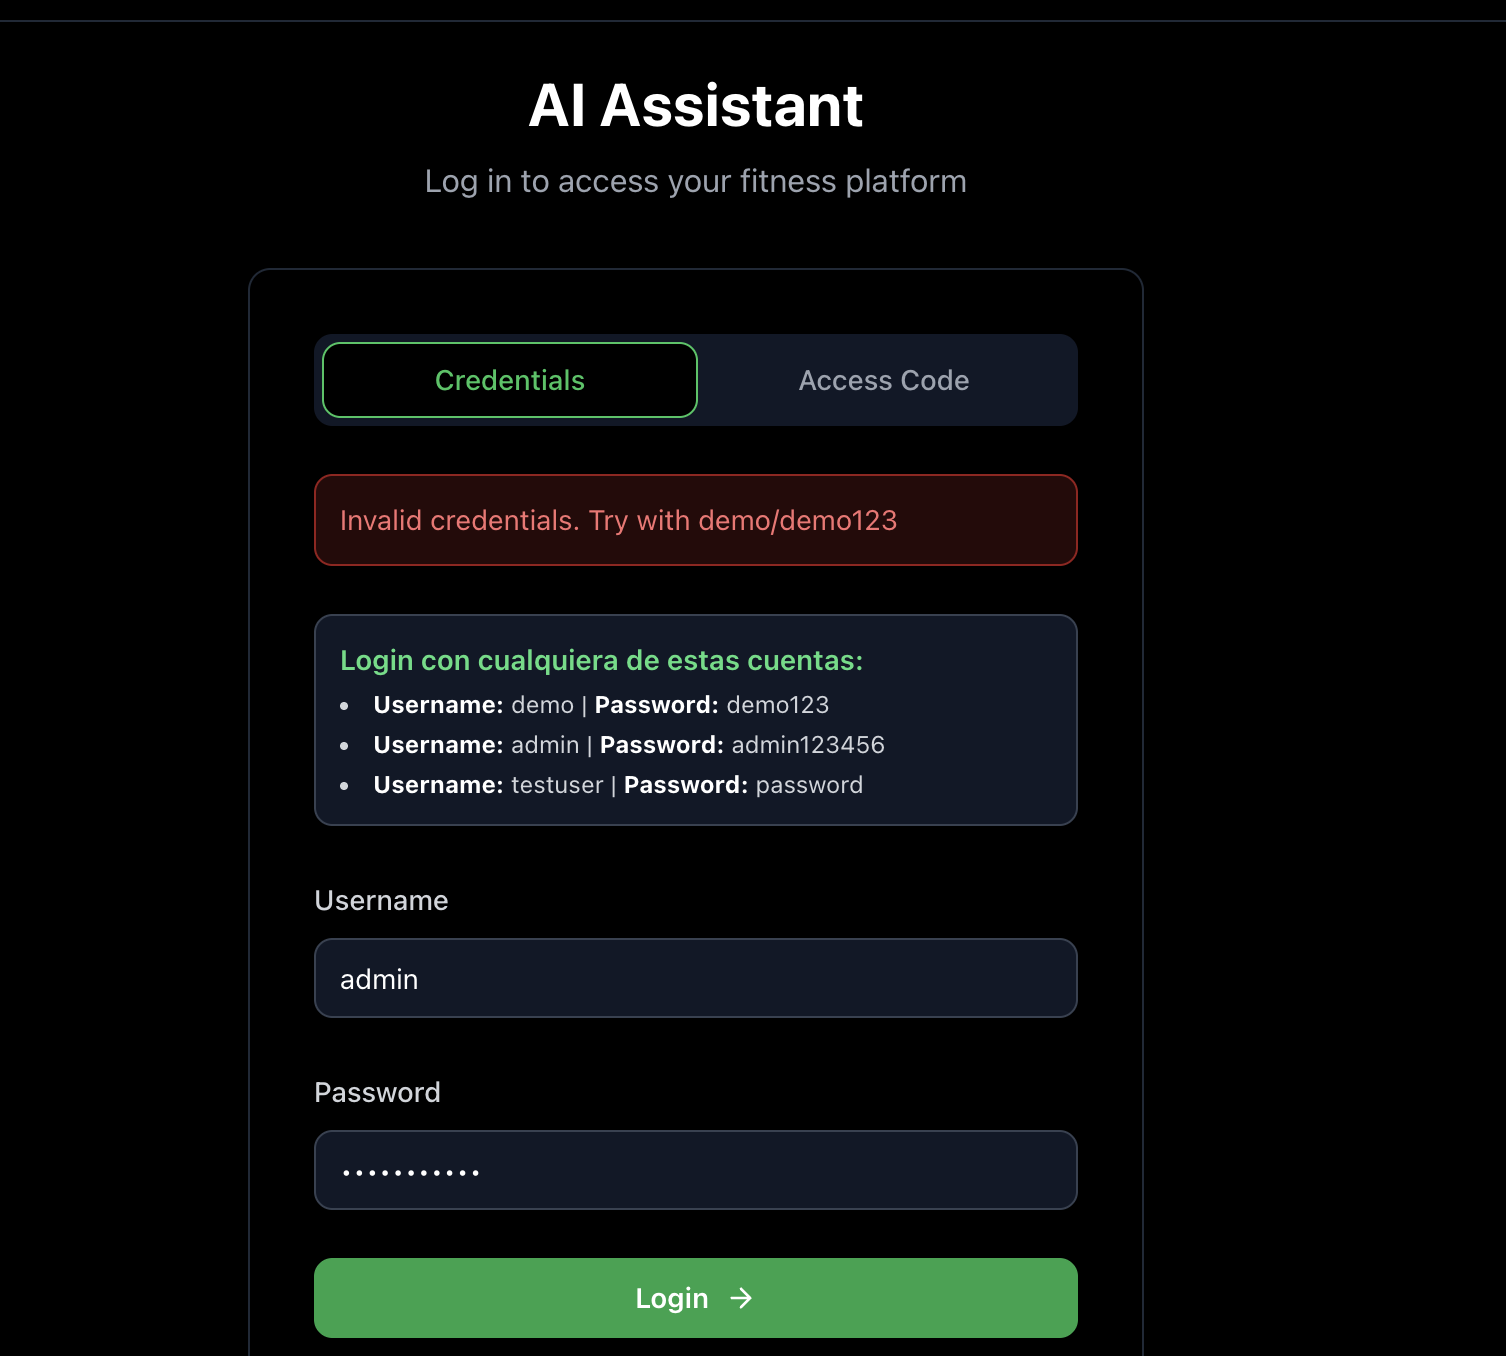 AI Assistant
Log in to access your fitness platform
Credentials
Access Code
Invalid credentials. Try with demo/demo123
Login con cualquiera de estas cuentas:
• Username: demo | Password: demo123
• Username: admin | Password: admin123456
• Username: testuser | Password: password
Username
admin
Password
•••••••••••
Login →